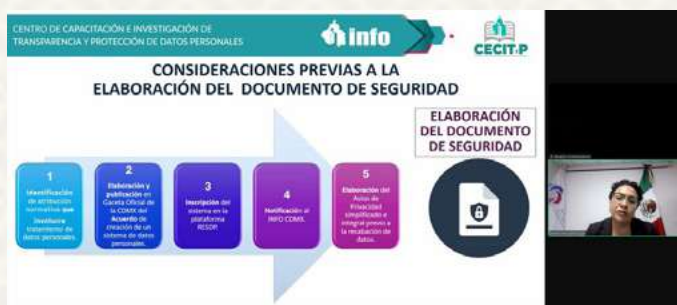 CENTRO DE CAPACITACIÓN E INVESTIGACIÓN DE
TRANSPARENCIA Y PROTECCIÓN DE DATOS PERSONALES
info
CECIT P
CONSIDERACIONES PREVIAS A LA
ELABORACIÓN DEL DOCUMENTO DE SEGURIDAD
1
Identificación
de atribución
normativa que
involucre
tratamiento de
datos personales.
2
Elaboración y
publicación en
Gaceta Oficial de
la CDMX del
Acuerdo de
creación de un
sistema de datos
personales.
3
Inscripción del
sistema en la
plataforma
RESDP.
4
Notificación al
INFO CDMX.
5
Elaboración del
Aviso de
Privacidad
simplificado e
integral previo a
la recabación de
datos.
ELABORACIÓN
DEL DOCUMENTO
DE SEGURIDAD